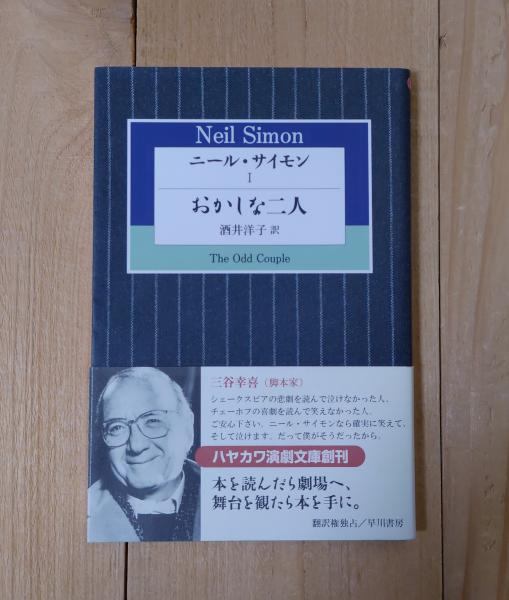 Neil Simon
ニール・サイモン
I
おかしな二人
酒井洋子 訳
The Odd Couple
三谷幸喜（脚本家）
シェークスピアの悲劇を読んで泣けなかった人、
チェーホフの喜劇を読んで笑えなかった人、
ご安心下さい。ニール・サイモンなら確実に笑えて、
そして泣けます。だって僕がそうだったから。
ハヤカワ演劇文庫創刊
本を読んだら劇場へ、
舞台を観たら本を手に。
翻訳権独占／早川書房